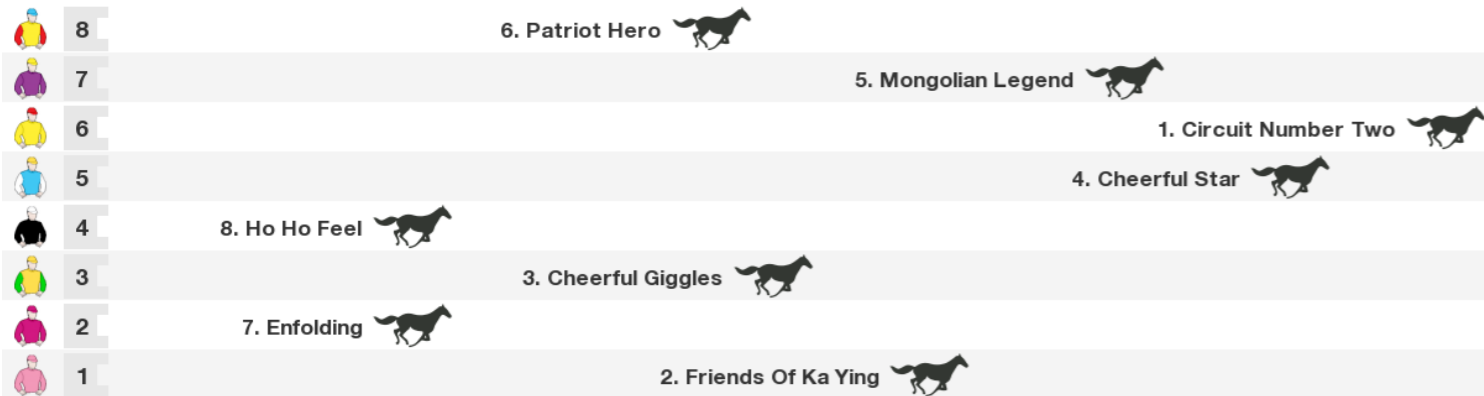 8 6. Patriot Hero
7 5. Mongolian Legend
6 1. Circuit Number Two
5 4. Cheerful Star
4 8. Ho Ho Feel
3 3. Cheerful Giggles
2 7. Enfolding
1 2. Friends Of Ka Ying